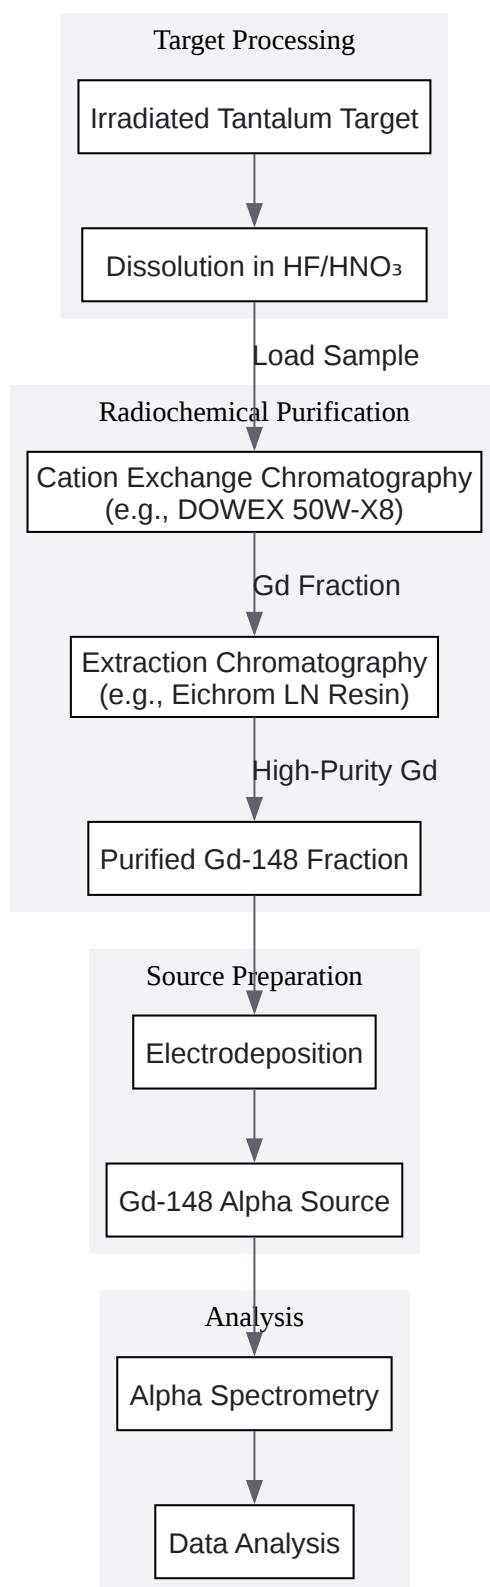 Target Processing
Irradiated Tantalum Target
Dissolution in HF/HNO₃
Load Sample
Radiochemical Purification
Cation Exchange Chromatography
(e.g., DOWEX 50W-X8)
Gd Fraction
Extraction Chromatography
(e.g., Eichrom LN Resin)
High-Purity Gd
Purified Gd-148 Fraction
Source Preparation
Electrodeposition
Gd-148 Alpha Source
Analysis
Alpha Spectrometry
Data Analysis